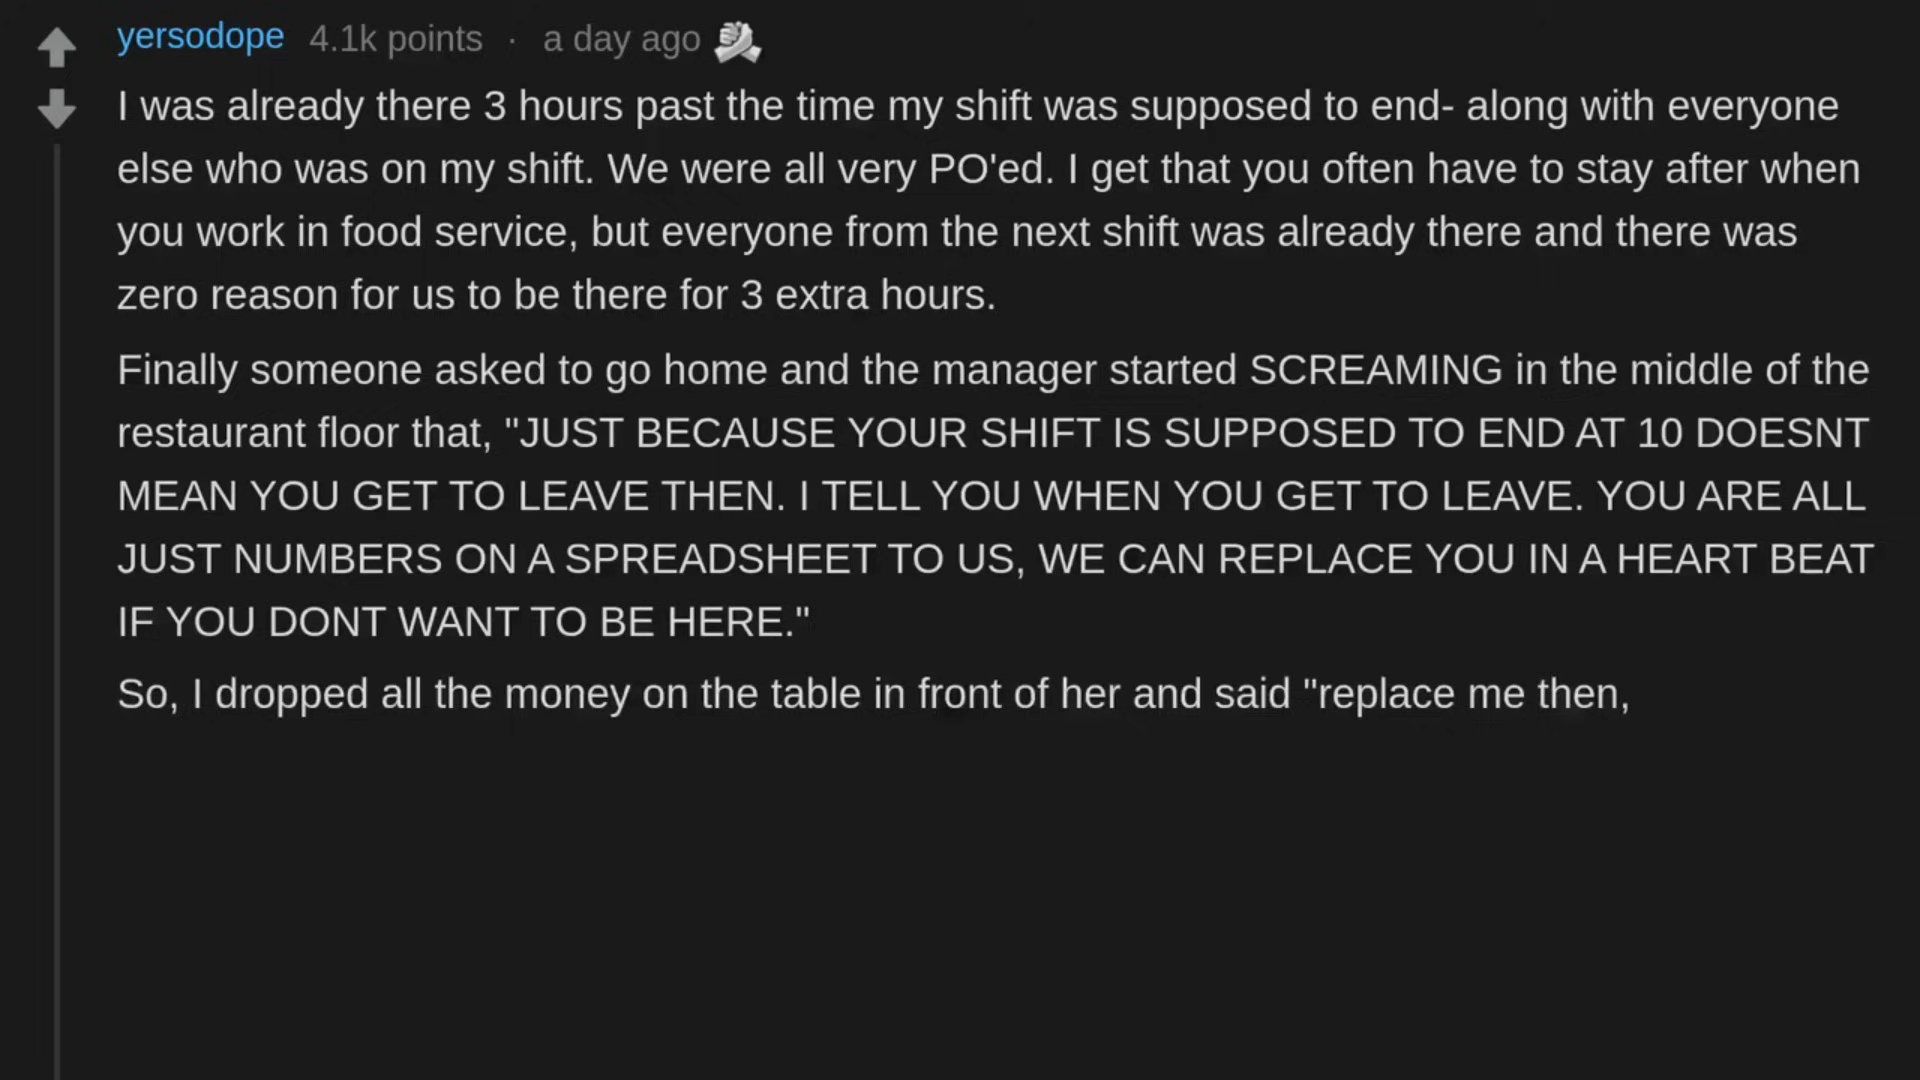 yersodope 4.1k points · a day ago
I was already there 3 hours past the time my shift was supposed to end- along with everyone
else who was on my shift. We were all very PO'ed. I get that you often have to stay after when
you work in food service, but everyone from the next shift was already there and there was
zero reason for us to be there for 3 extra hours.
Finally someone asked to go home and the manager started SCREAMING in the middle of the
restaurant floor that, "JUST BECAUSE YOUR SHIFT IS SUPPOSED TO END AT 10 DOESNT
MEAN YOU GET TO LEAVE THEN. I TELL YOU WHEN YOU GET TO LEAVE. YOU ARE ALL
JUST NUMBERS ON A SPREADSHEET TO US, WE CAN REPLACE YOU IN A HEART BEAT
IF YOU DONT WANT TO BE HERE."
So, I dropped all the money on the table in front of her and said "replace me then,